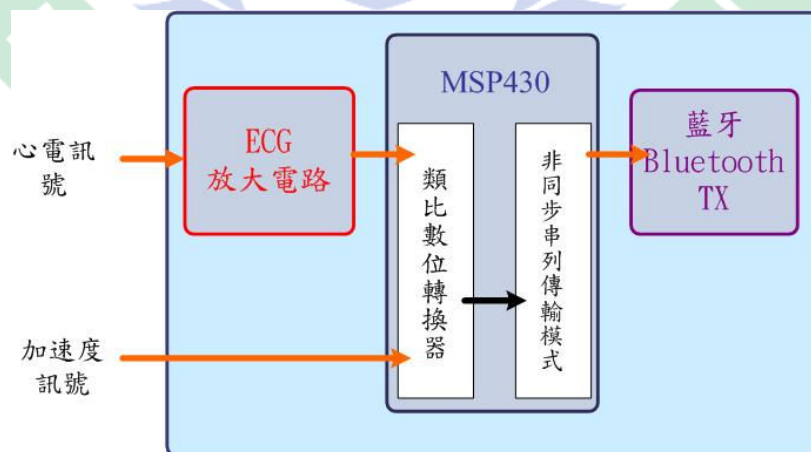 MSP430
心電訊
號
ECG
放大電路
藍牙
Bluetooth
TX
類比數位轉換器
非同步串列傳輸模式
加速度
訊號